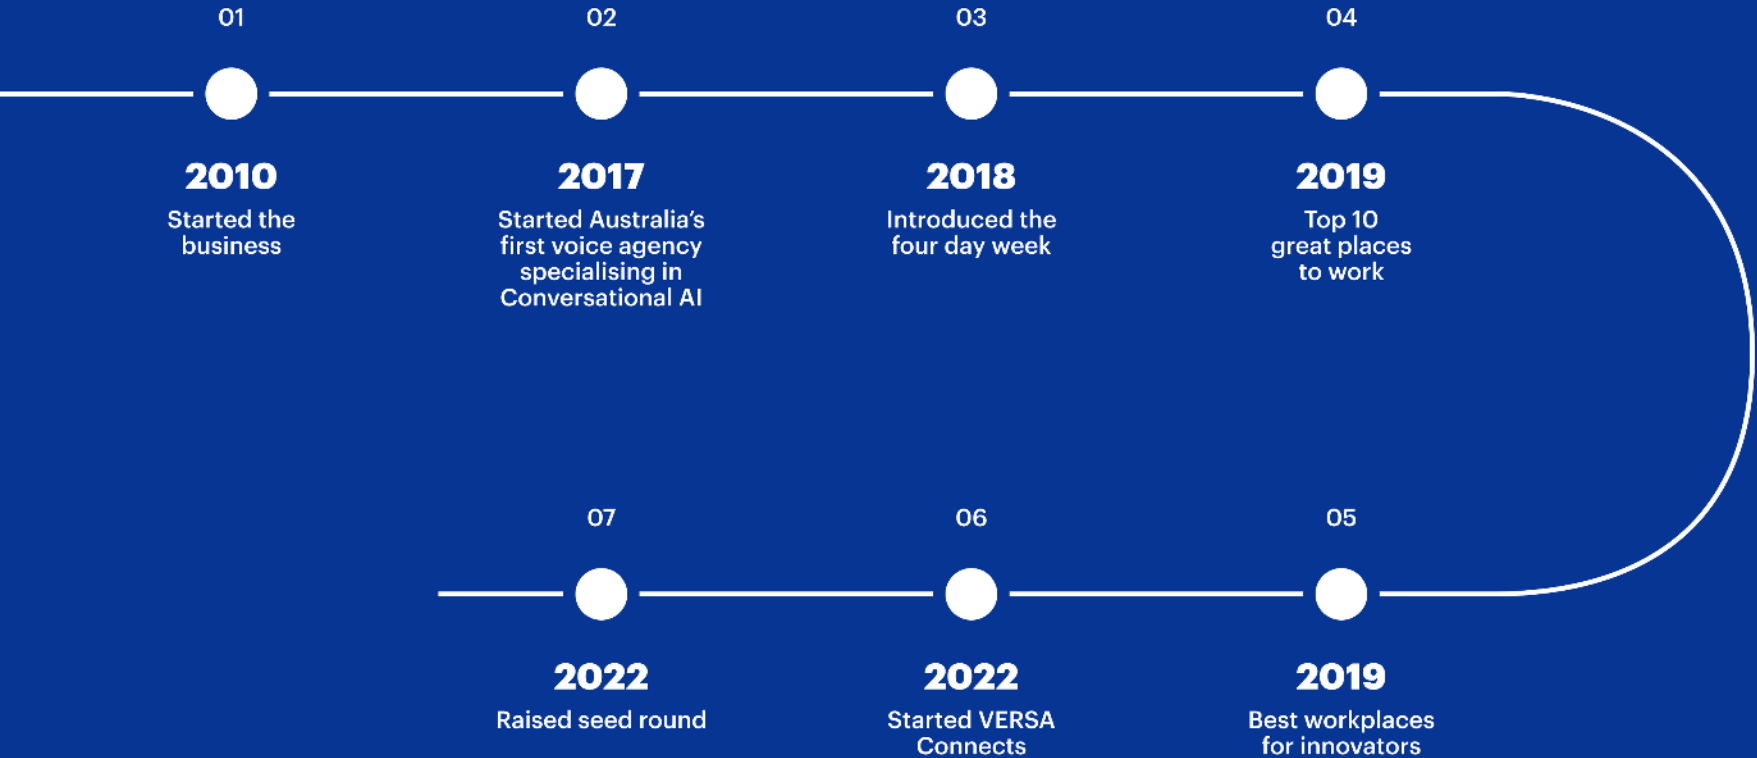 01
2010
Started the
business
02
2017
Started Australia’s
first voice agency
specialising in
Conversational AI
03
2018
Introduced the
four day week
04
2019
Top 10
great places
to work
05
2019
Best workplaces
for innovators
06
2022
Started VERSA
Connects
07
2022
Raised seed round